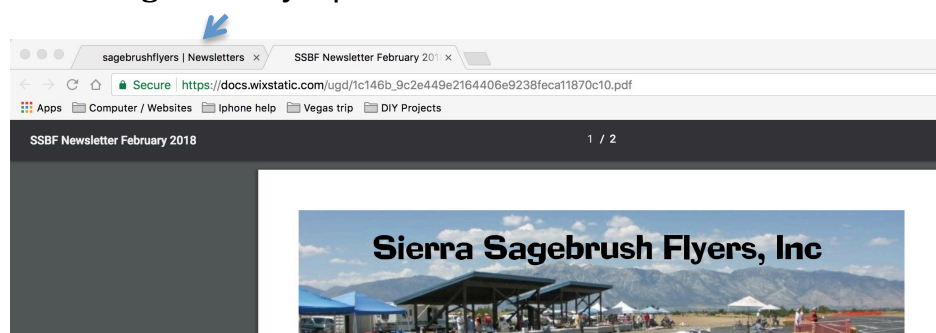 sagebrushflyers | Newsletters × SSBF Newsletter February 201 ×
Secure | https://docs.wixstatic.com/ugd/1c146b_9c2e449e2164406e9238feca11870c10.pdf
Apps Computer / Websites Iphone help Vegas trip DIY Projects
SSBF Newsletter February 2018 1 / 2
Sierra Sagebrush Flyers, Inc